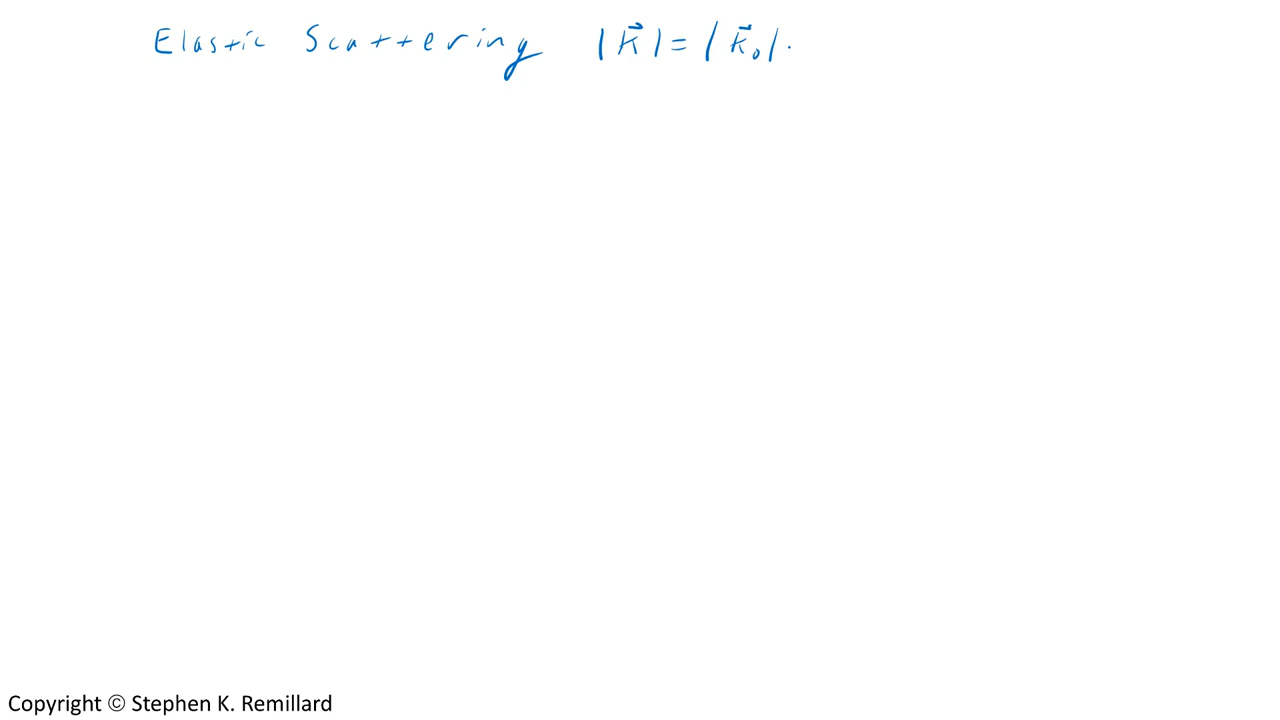 Elastic Scattering |k⃗| = |k⃗₀|.
Copyright © Stephen K. Remillard